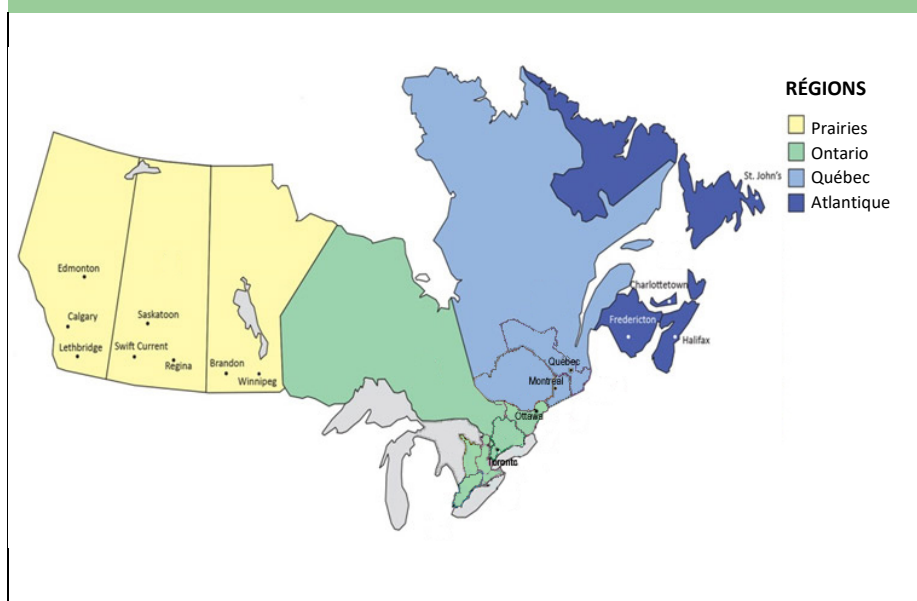 RÉGIONS
Prairies
Ontario
Québec
Atlantique
St. John's
Edmonton
Calgary
Lethbridge
Saskatoon
Swift Current
Regina
Brandon
Winnipeg
Charlottetown
Fredericton
Halifax
Québec
Montréal
Ottawa
Toronto